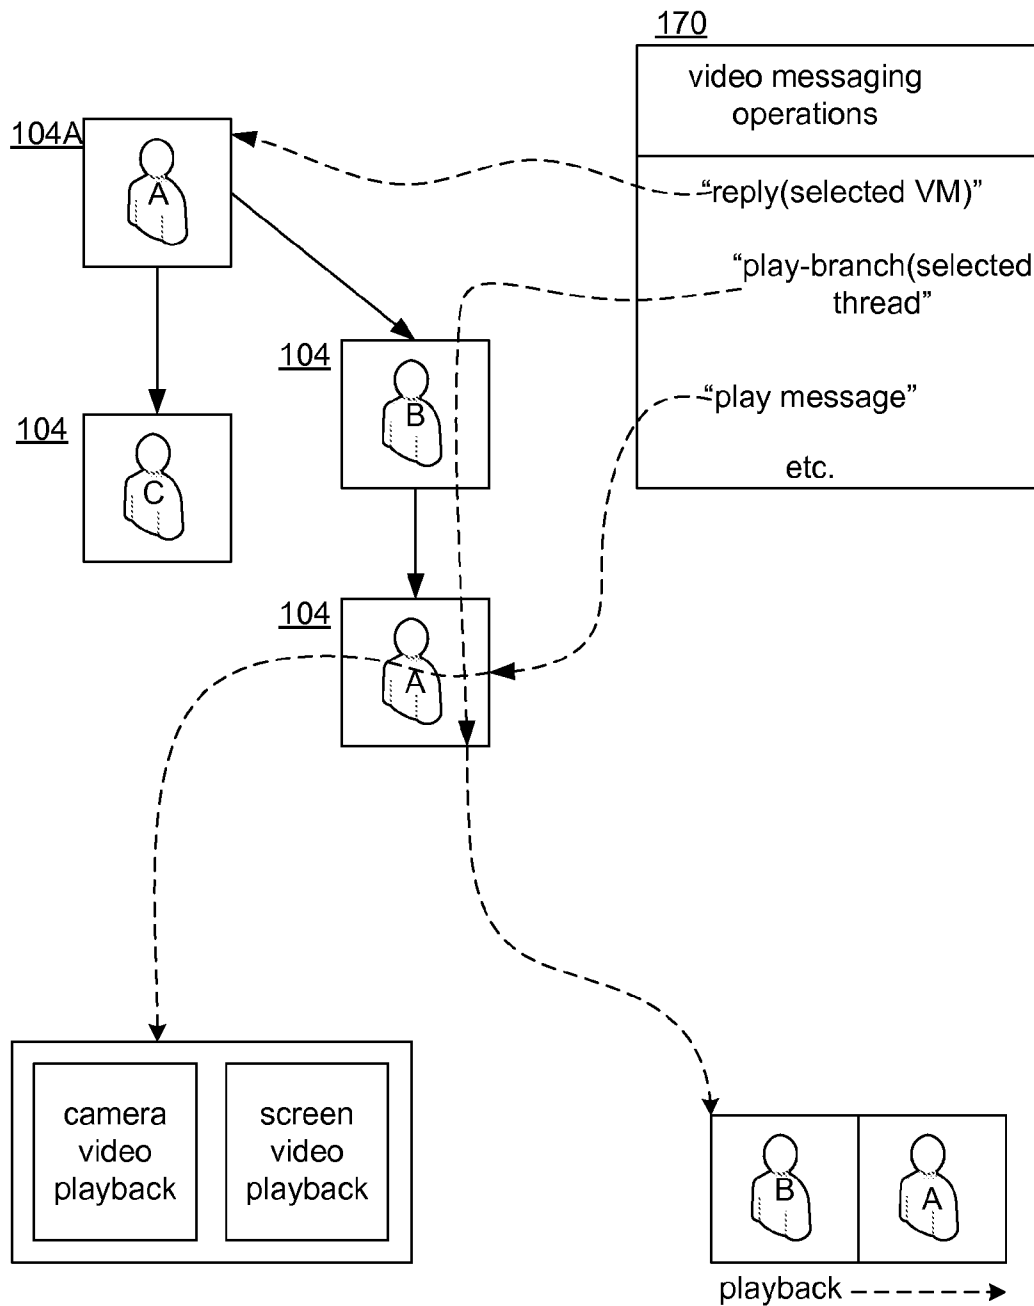 170
video messaging
operations
104A
A
“reply(selected VM)”
“play-branch(selected
thread”
104
B
“play message”
104
C
etc.
104
A
camera
video
playback
screen
video
playback
B
A
playback